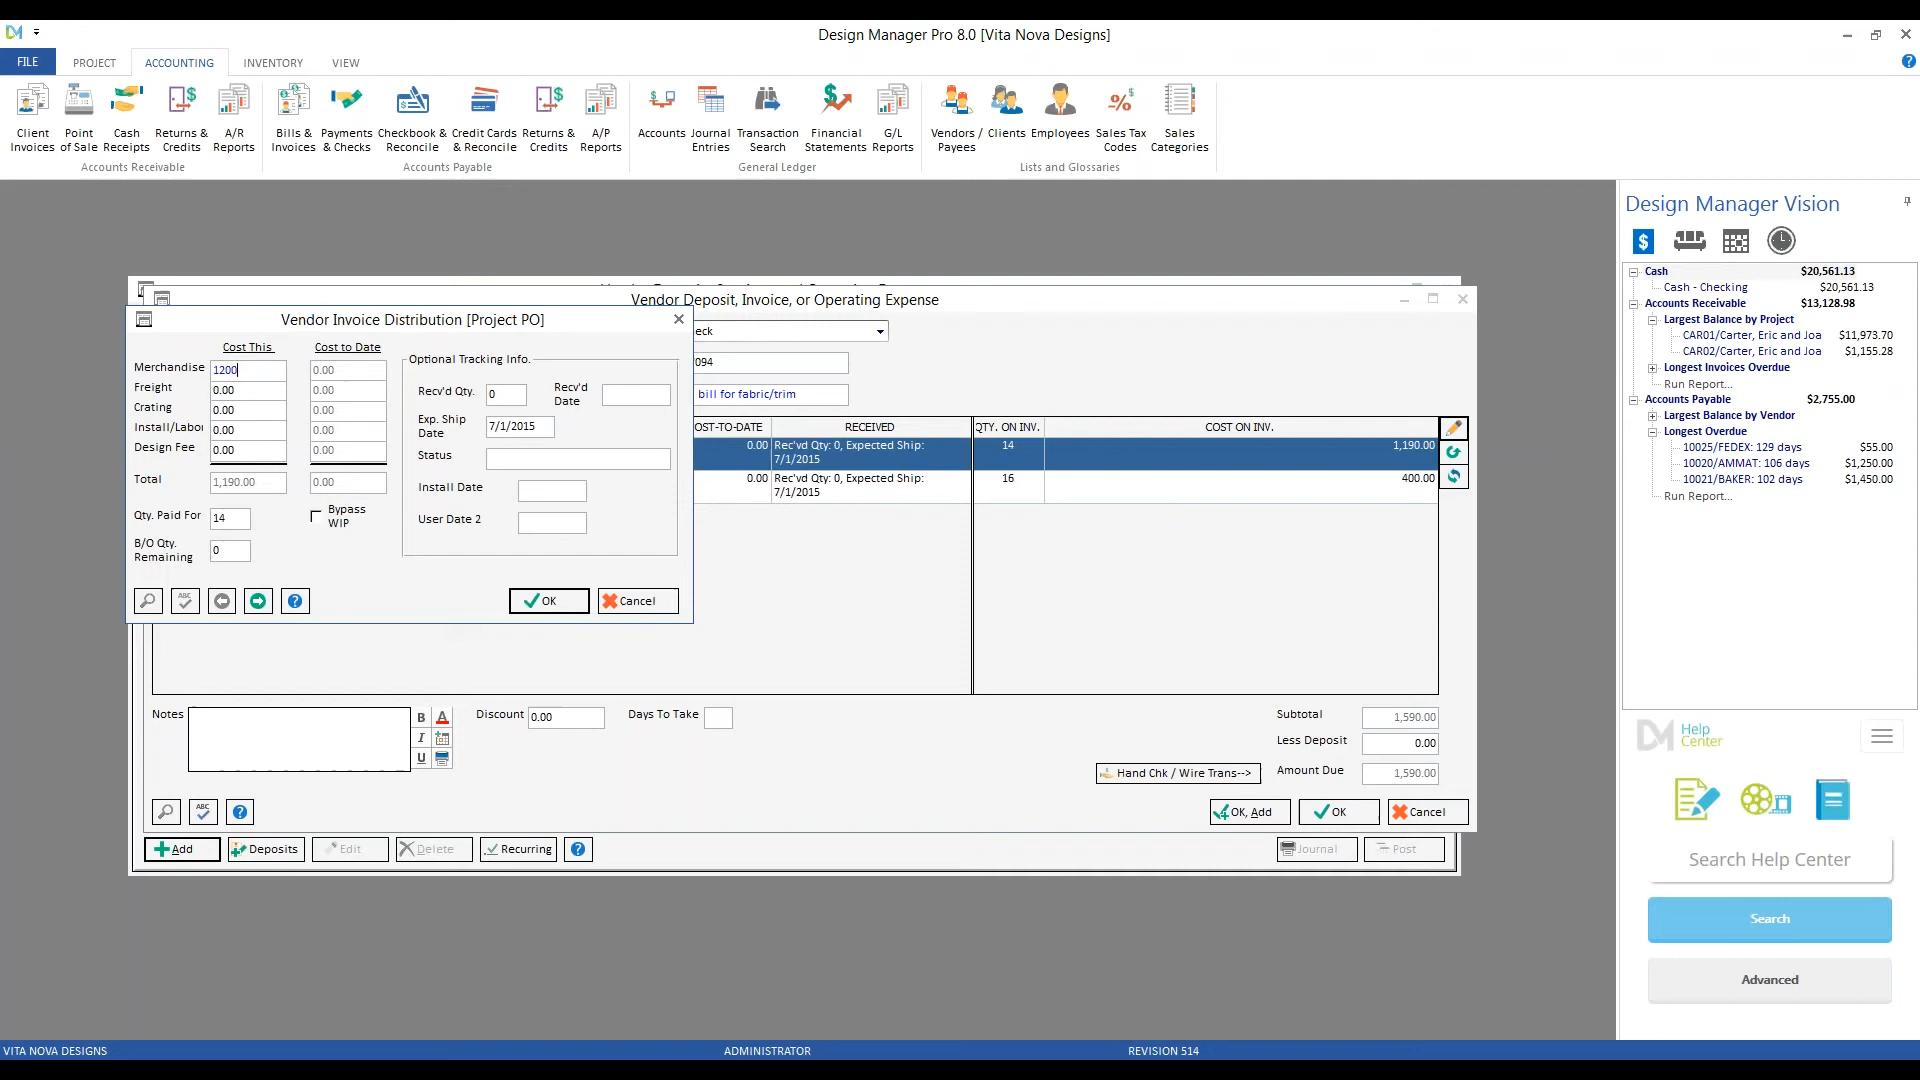 Design Manager Pro 8.0 [Vita Nova Designs]
FILE
PROJECT
ACCOUNTING
INVENTORY
VIEW
Client Invoices
Point of Sale
Cash Receipts
Returns & Credits
A/R Reports
Accounts Receivable
Bills & Invoices
Payments & Checks
Checkbook & Reconcile
Credit Cards & Reconcile
Returns & Credits
A/P Reports
Accounts Payable
Accounts
Journal Entries
Transaction Search
Financial Statements
G/L Reports
General Ledger
Vendors / Payees
Clients
Employees
Sales Tax Codes
Sales Categories
Lists and Glossaries
Vendor Deposit, Invoice, or Operating Expense
Vendor Invoice Distribution [Project PO]
Cost This
Cost to Date
Merchandise 1200 0.00
Freight 0.00 0.00
Crating 0.00 0.00
Install/Labor 0.00 0.00
Design Fee 0.00 0.00
Total 1,190.00 0.00
Qty. Paid For 14
Bypass WIP
B/O Qty. Remaining 0
Optional Tracking Info.
Recv'd Qty. 0
Recv'd Date
Exp. Ship Date 7/1/2015
Status
Install Date
User Date 2
OK
Cancel
eck
094
bill for fabric/trim
OST-TO-DATE RECEIVED QTY. ON INV. COST ON INV.
0.00 Rec'vd Qty: 0, Expected Ship: 7/1/2015 14 1,190.00
0.00 Rec'vd Qty: 0, Expected Ship: 7/1/2015 16 400.00
Notes
B A
I
U
Discount 0.00
Days To Take
Subtotal 1,590.00
Less Deposit 0.00
Hand Chk / Wire Trans-->
Amount Due 1,590.00
ABC
OK, Add
OK
Cancel
Add
Deposits
Edit
Delete
Recurring
Journal
Post
Design Manager Vision
Cash $20,561.13
Cash - Checking $20,561.13
Accounts Receivable $13,128.98
Largest Balance by Project
CAR01/Carter, Eric and Joa $11,973.70
CAR02/Carter, Eric and Joa $1,155.28
Longest Invoices Overdue
Run Report...
Accounts Payable $2,755.00
Largest Balance by Vendor
Longest Overdue
10025/FEDEX: 129 days $55.00
10020/AMMAT: 106 days $1,250.00
10021/BAKER: 102 days $1,450.00
Run Report...
DM Help Center
Search Help Center
Search
Advanced
VITA NOVA DESIGNS
ADMINISTRATOR
REVISION 514